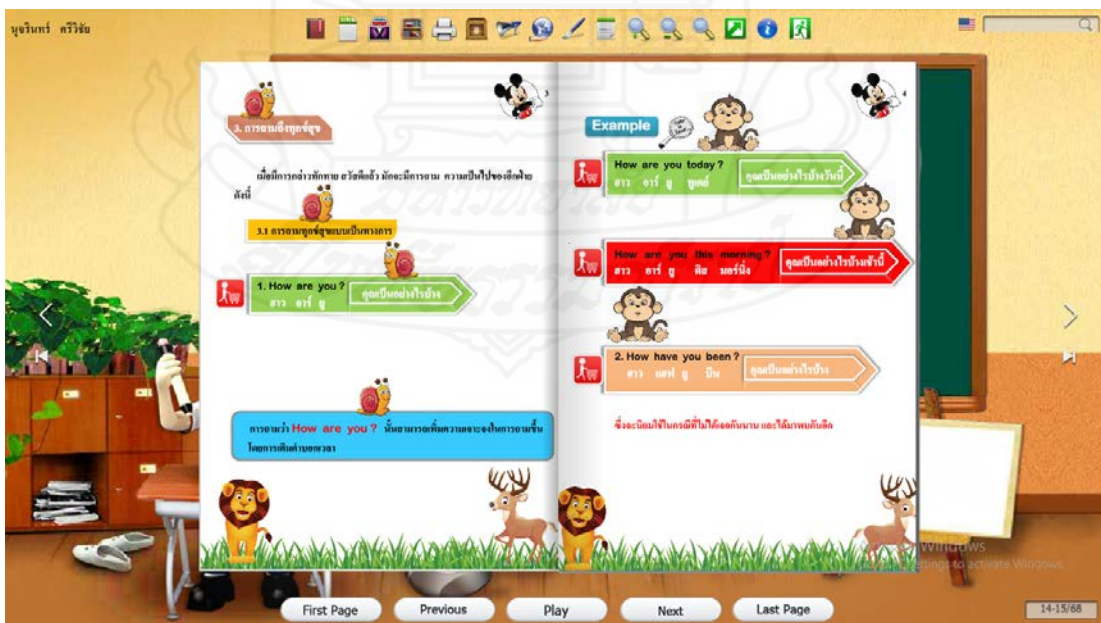 นุจรินทร์ ศรีวิชัย
3
3. การถามถึงทุกข์สุข
เมื่อมีการกล่าวทักทาย สวัสดีแล้ว มักจะมีการถาม ความเป็นไปของอีกฝ่าย
ดังนี้
3.1 การถามทุกข์สุขแบบเป็นทางการ
1. How are you ?
ฮาว อาร์ ยู
คุณเป็นอย่างไรบ้าง
การถามว่า How are you ? นั้นสามารถเพิ่มความเจาะจงในการถามขึ้น
โดยการเติมคำบอกเวลา
4
Example
How are you today ?
ฮาว อาร์ ยู ทูเดย์
คุณเป็นอย่างไรบ้างวันนี้
How are you this morning ?
ฮาว อาร์ ยู ดิส มอร์นิ่ง
คุณเป็นอย่างไรบ้างเช้านี้
2. How have you been ?
ฮาว แฮฟ ยู บีน
คุณเป็นอย่างไรบ้าง
ซึ่งจะนิยมใช้ในกรณีที่ไม่ได้เจอกันนาน และได้มาพบกันอีก
Windows
settings to activate Windows.
First Page
Previous
Play
Next
Last Page
14-15/68